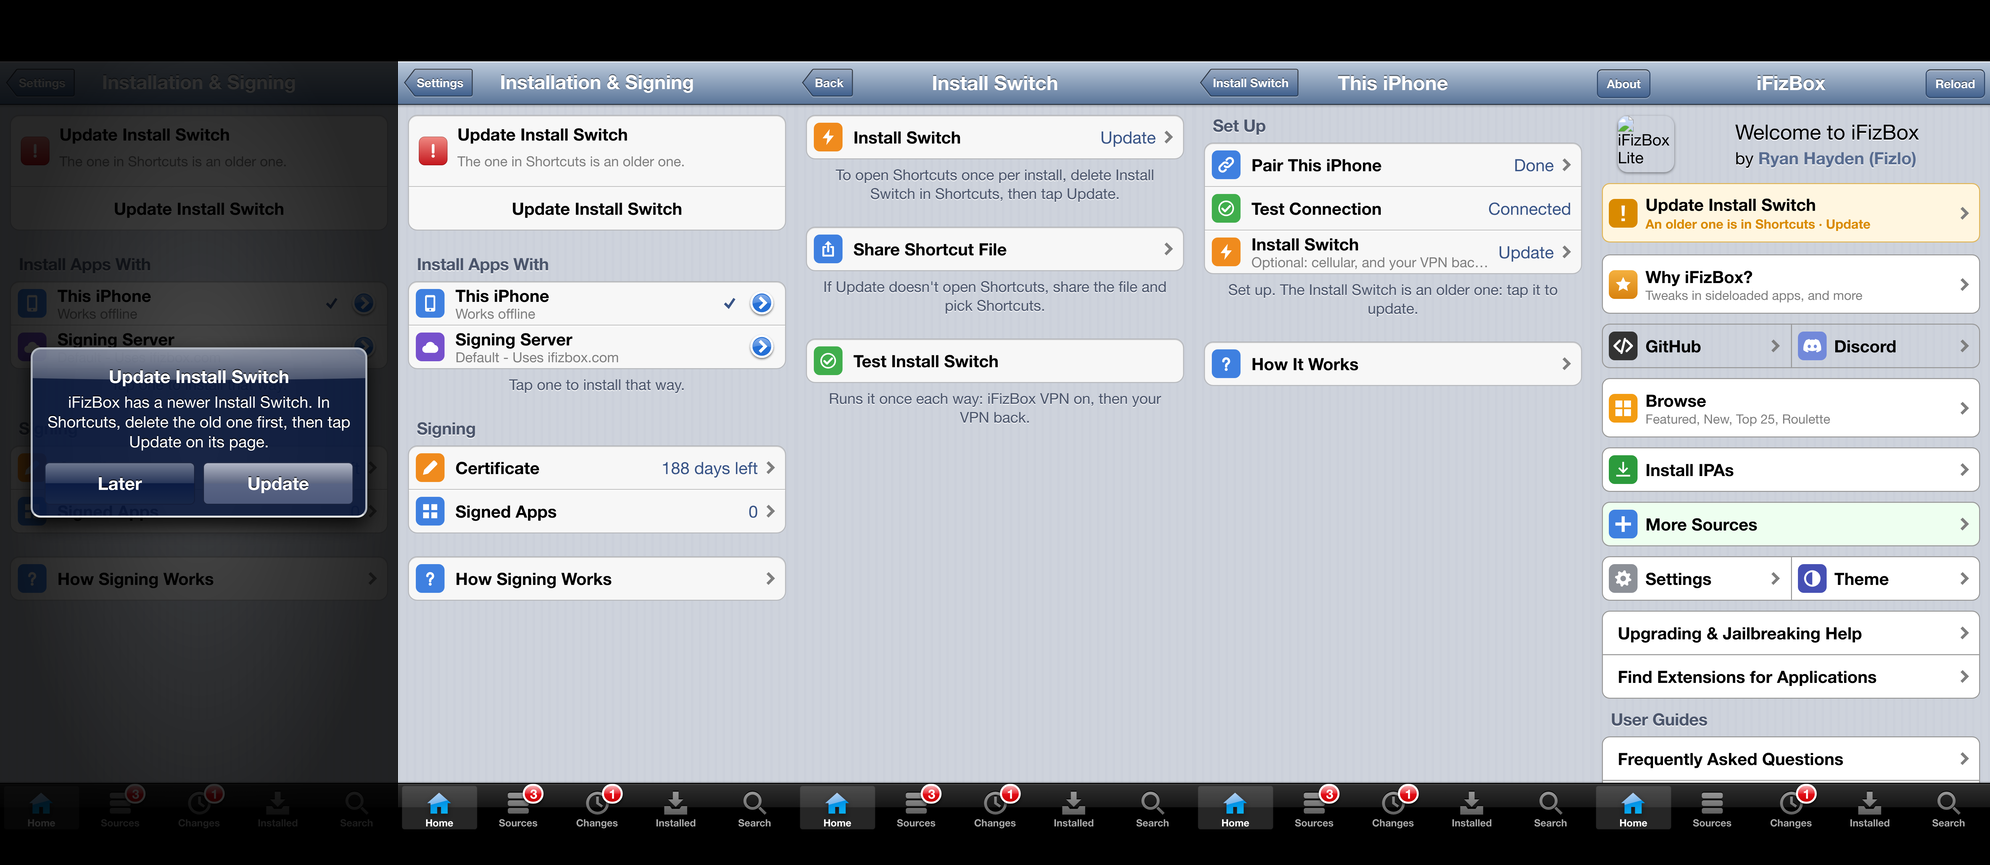 Settings
Installation & Signing
Update Install Switch
The one in Shortcuts is an older one.
Update Install Switch
Install Apps With
This iPhone
Works offline
Signing Server
Update Install Switch
iFizBox has a newer Install Switch. In
Shortcuts, delete the old one first, then tap
Update on its page.
Later
Update
Signed Apps
How Signing Works
Home
Sources
3
Changes
1
Installed
Search
Settings
Installation & Signing
Update Install Switch
The one in Shortcuts is an older one.
Update Install Switch
Install Apps With
This iPhone
Works offline
Signing Server
Default - Uses ifizbox.com
Tap one to install that way.
Signing
Certificate
188 days left
Signed Apps
0
How Signing Works
Home
Sources
3
Changes
1
Installed
Search
Back
Install Switch
Install Switch
Update
To open Shortcuts once per install, delete Install
Switch in Shortcuts, then tap Update.
Share Shortcut File
If Update doesn't open Shortcuts, share the file and
pick Shortcuts.
Test Install Switch
Runs it once each way: iFizBox VPN on, then your
VPN back.
Home
Sources
3
Changes
1
Installed
Search
Install Switch
This iPhone
Set Up
Pair This iPhone
Done
Test Connection
Connected
Install Switch
Optional: cellular, and your VPN bac...
Update
Set up. The Install Switch is an older one: tap it to
update.
How It Works
Home
Sources
3
Changes
1
Installed
Search
About
iFizBox
Reload
iFizBox
Lite
Welcome to iFizBox
by Ryan Hayden (Fizlo)
Update Install Switch
An older one is in Shortcuts · Update
Why iFizBox?
Tweaks in sideloaded apps, and more
GitHub
Discord
Browse
Featured, New, Top 25, Roulette
Install IPAs
More Sources
Settings
Theme
Upgrading & Jailbreaking Help
Find Extensions for Applications
User Guides
Frequently Asked Questions
Home
Sources
Changes
1
Installed
Search